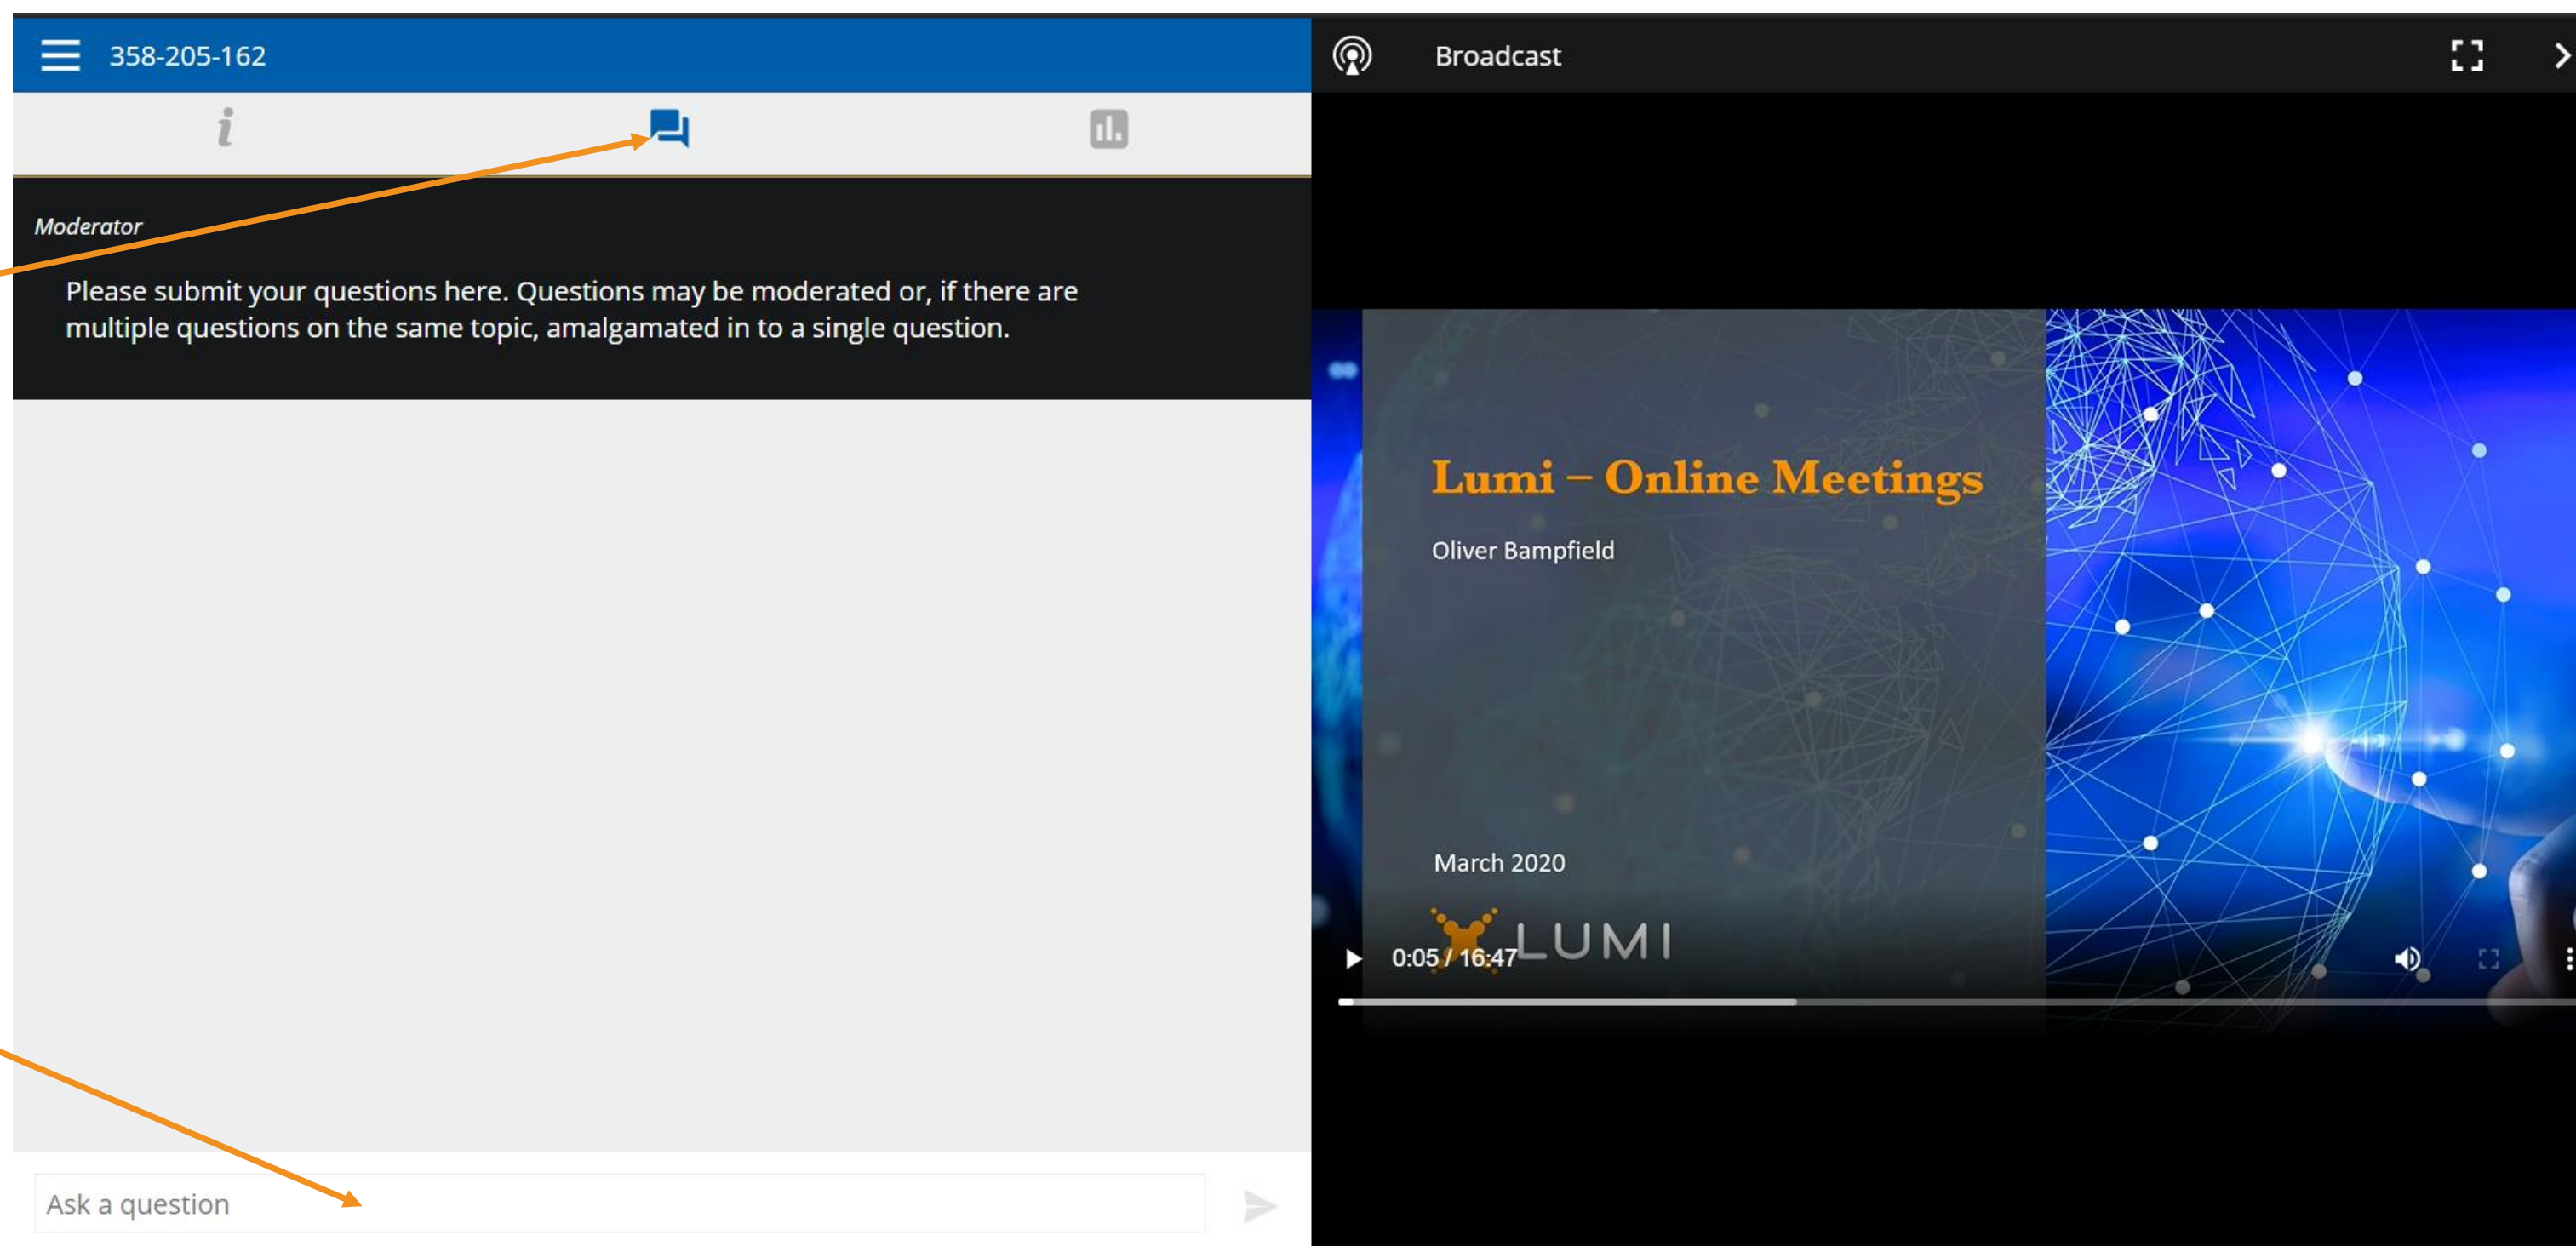 358-205-162
Broadcast
Moderator
Please submit your questions here. Questions may be moderated or, if there are
multiple questions on the same topic, amalgamated in to a single question.
Ask a question
Lumi – Online Meetings
Oliver Bampfield
March 2020
LUMI
0:05 / 16:47